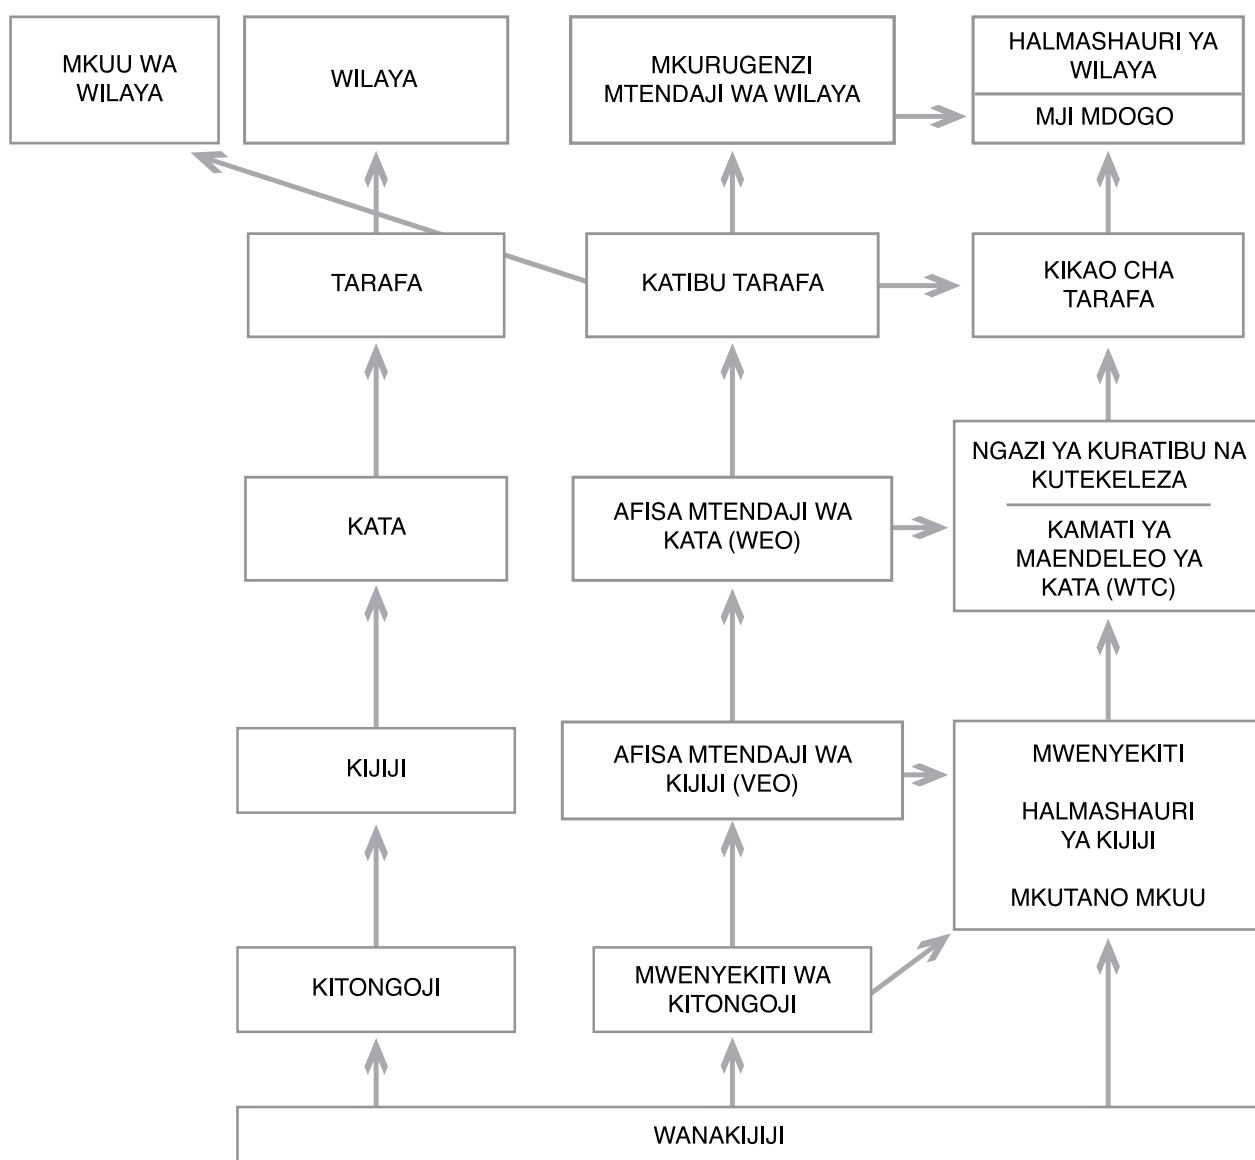 MKUU WA
WILAYA
WILAYA
MKURUGENZI
MTENDAJI WA WILAYA
HALMASHAURI YA
WILAYA
MJI MDOGO
TARAFA
KATIBU TARAFA
KIKAO CHA
TARAFA
KATA
AFISA MTENDAJI WA
KATA (WEO)
NGAZI YA KURATIBU NA
KUTEKELEZA
KAMATI YA
MAENDELEO YA
KATA (WTC)
KIJIJI
AFISA MTENDAJI WA
KIJIJI (VEO)
MWENYEKITI
HALMASHAURI
YA KIJIJI
MKUTANO MKUU
KITONGOJI
MWENYEKITI WA
KITONGOJI
WANAKIJIJI